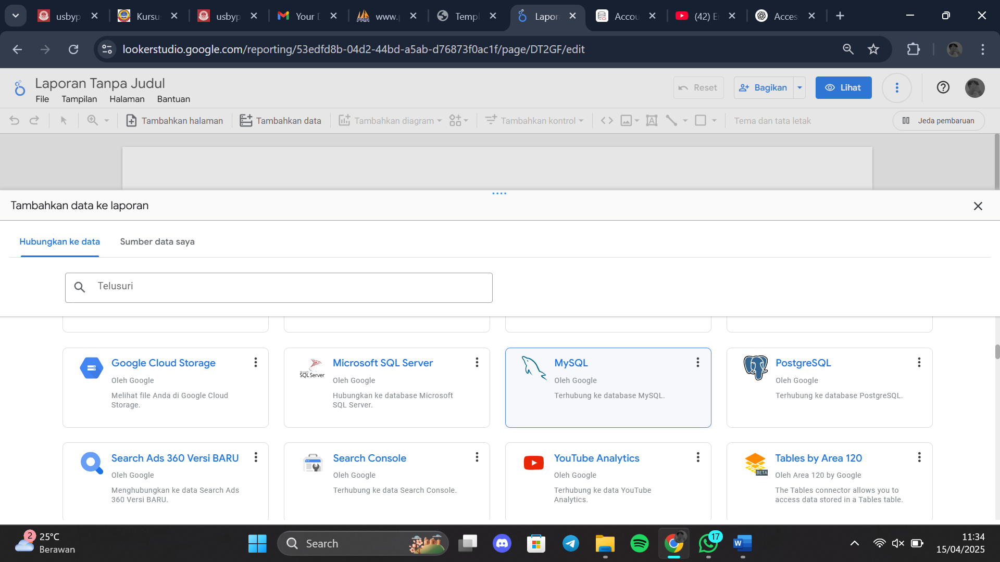 usbyp
Kursu
usbyp
Your D
www.p
Templ
Lapor
Accou
(42) E
Acces
lookerstudio.google.com/reporting/53edfd8b-04d2-44bd-a5ab-d76873f0ac1f/page/DT2GF/edit
Laporan Tanpa Judul
File Tampilan Halaman Bantuan
Reset
Bagikan
Lihat
Tambahkan halaman
Tambahkan data
Tambahkan diagram
Tambahkan kontrol
Tema dan tata letak
Jeda pembaruan
Tambahkan data ke laporan
Hubungkan ke data
Sumber data saya
Telusuri
Google Cloud Storage
Oleh Google
Melihat file Anda di Google Cloud
Storage.
SQL Server
Microsoft SQL Server
Oleh Google
Hubungkan ke database Microsoft
SQL Server.
MySQL
Oleh Google
Terhubung ke database MySQL.
PostgreSQL
Oleh Google
Terhubung ke database PostgreSQL.
Search Ads 360 Versi BARU
Oleh Google
Menghubungkan ke data Search Ads
360 Versi BARU.
Search Console
Oleh Google
Terhubung ke data Search Console.
YouTube Analytics
Oleh Google
Terhubung ke data YouTube
Analytics.
BETA
Tables by Area 120
Oleh Area 120 by Google
The Tables connector allows you to
access data stored in a Tables table.
2
25°C
Berawan
Search
17
W
11:34
15/04/2025